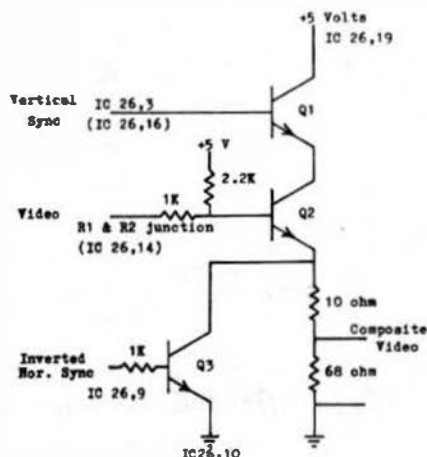 +5 Volts
IC 26,19
Vertical
Sync
IC 26,3
(IC 26,16)
Q1
+5 V
2.2K
1K
Video
R1 & R2 junction
(IC 26,14)
Q2
10 ohm
Composite
Video
Inverted
Hor. Sync
1K
IC 26,9
Q3
68 ohm
IC26,10